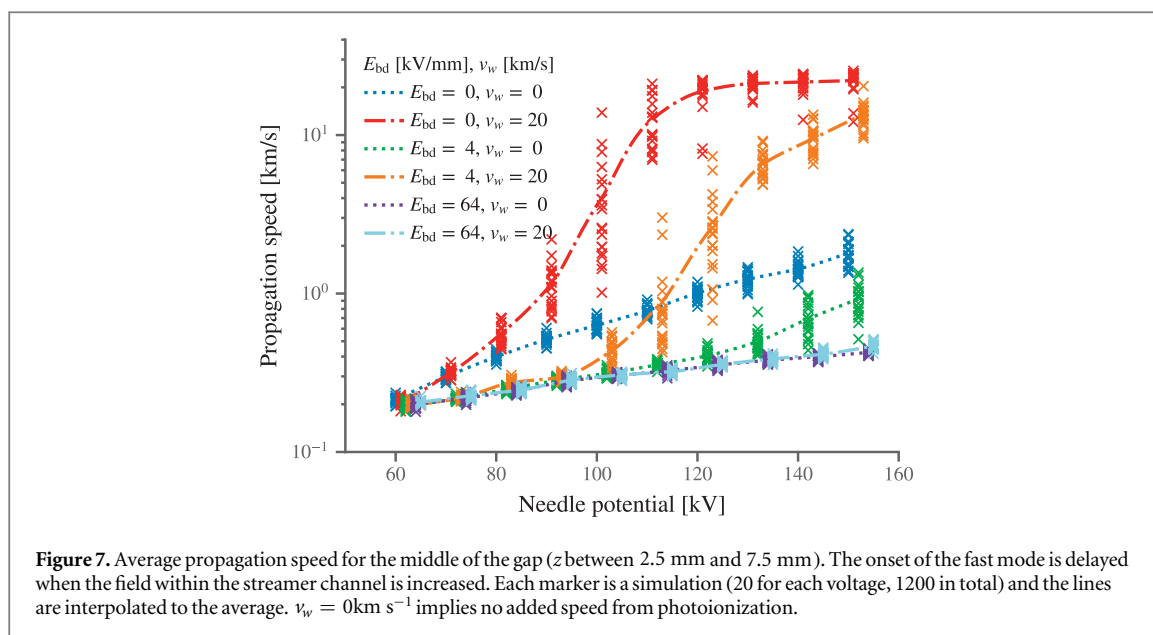 E_bd [kV/mm], v_w [km/s]
E_bd = 0, v_w = 0
E_bd = 0, v_w = 20
E_bd = 4, v_w = 0
E_bd = 4, v_w = 20
E_bd = 64, v_w = 0
E_bd = 64, v_w = 20
Propagation speed [km/s]
10^1
10^0
10^−1
60 80 100 120 140 160
Needle potential [kV]
Figure 7. Average propagation speed for the middle of the gap (z between 2.5 mm and 7.5 mm). The onset of the fast mode is delayed
when the field within the streamer channel is increased. Each marker is a simulation (20 for each voltage, 1200 in total) and the lines
are interpolated to the average. v_w = 0km s^−1 implies no added speed from photoionization.